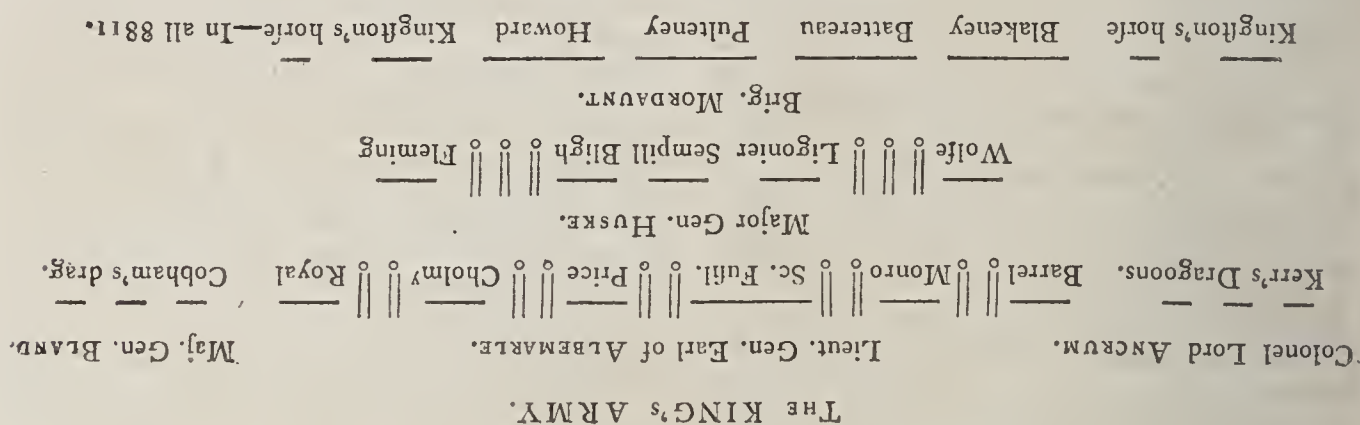 THE KING's ARMY.
Colonel Lord ANCRUM. Lieut. Gen. Earl of ALBEMARLE. Maj. Gen. BLAND.
Kerr's Dragoons. Barrel Monro Sc. Fuſil. Price Cholmʸ Royal Cobham's drag.
Major Gen. HUSKE.
Wolfe Ligonier Sempill Bligh Fleming
Brig. MORDAUNT.
Kingſton's horſe Blakeney Battereau Pulteney Howard Kingſton's horſe—In all 8811.